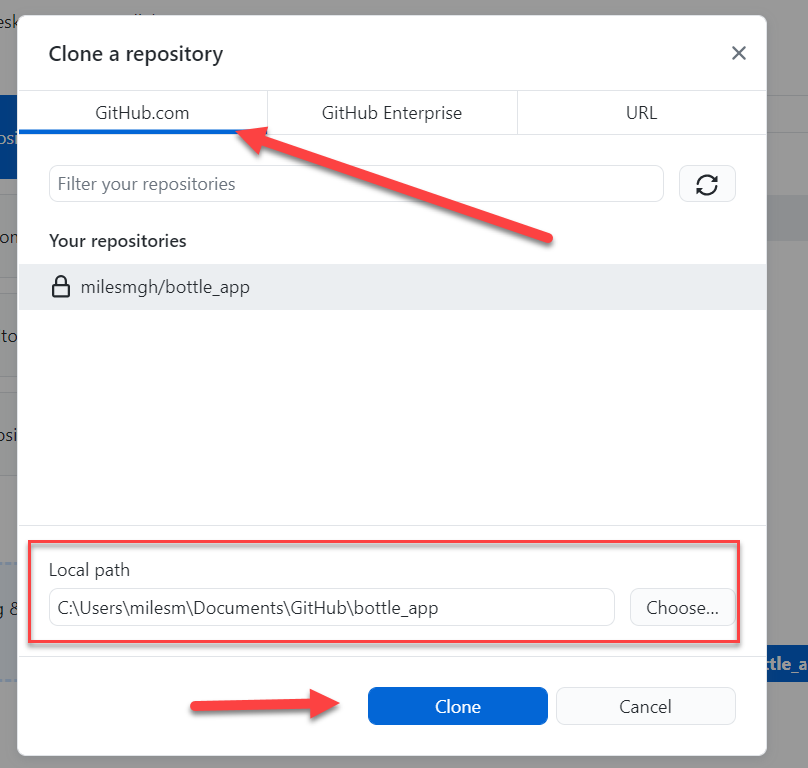 Clone a repository
GitHub.com GitHub Enterprise URL
Filter your repositories
Your repositories
milesmgh/bottle_app
Local path
C:\Users\milesm\Documents\GitHub\bottle_app
Choose...
Clone Cancel